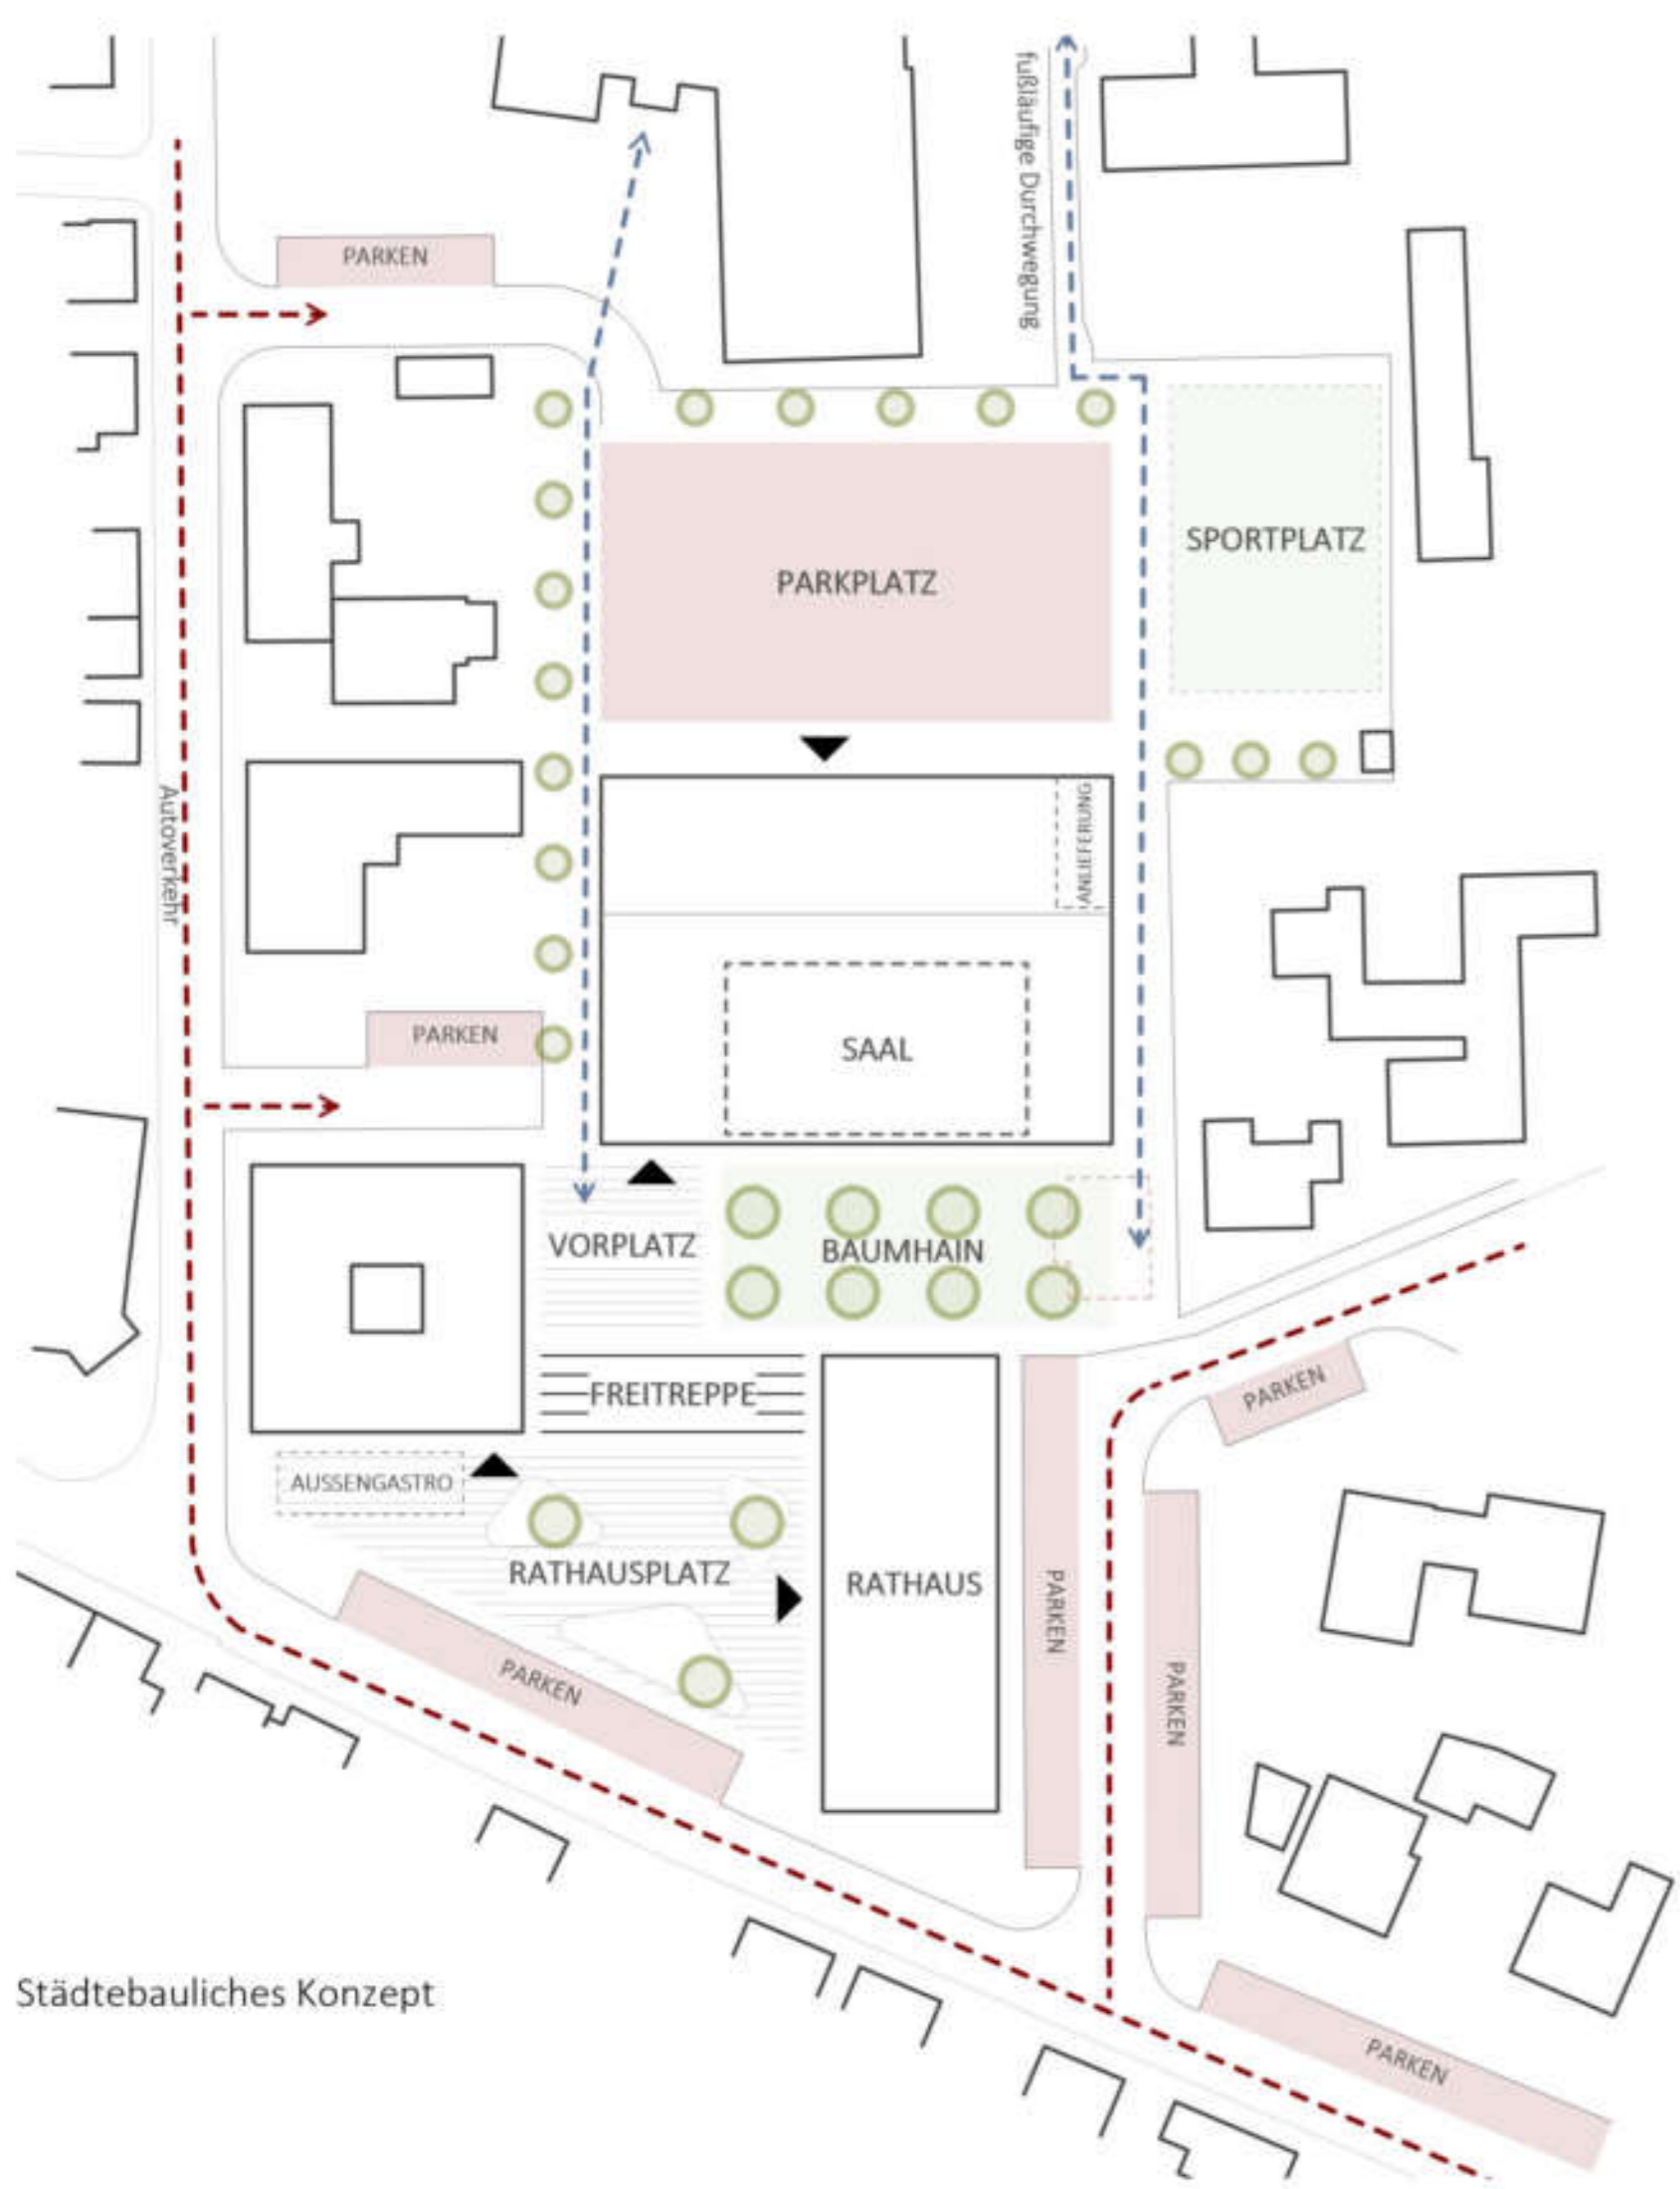 fußläufige Durchwegung
PARKEN
SPORTPLATZ
PARKPLATZ
Autoverkehr
ANLIEFERUNG
PARKEN
SAAL
VORPLATZ
BAUMHAIN
FREITREPPE
PARKEN
AUSSENGASTRO
RATHAUSPLATZ
RATHAUS
PARKEN
PARKEN
PARKEN
Städtebauliches Konzept
PARKEN